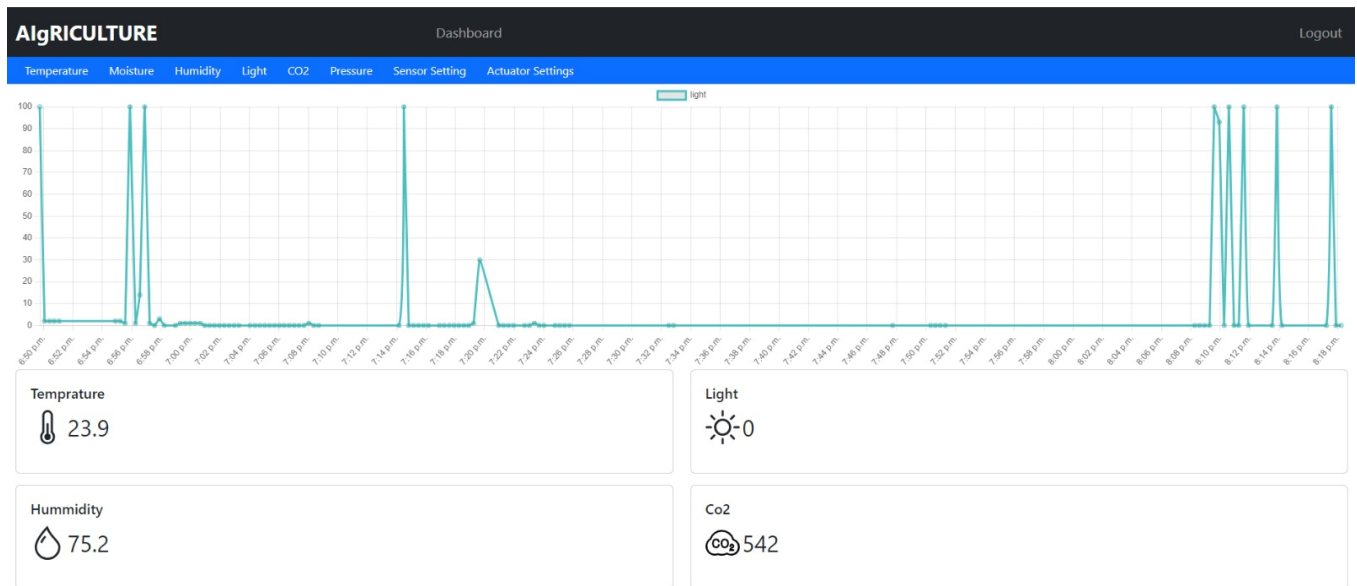 AIgRICULTURE Dashboard Logout
Temperature Moisture Humidity Light CO2 Pressure Sensor Setting Actuator Settings
light
100
90
80
70
60
50
40
30
20
10
0
6:50 p.m. 6:52 p.m. 6:54 p.m. 6:56 p.m. 6:58 p.m. 7:00 p.m. 7:02 p.m. 7:04 p.m. 7:06 p.m. 7:08 p.m. 7:10 p.m. 7:12 p.m. 7:14 p.m. 7:16 p.m. 7:18 p.m. 7:20 p.m. 7:22 p.m. 7:24 p.m. 7:26 p.m. 7:28 p.m. 7:30 p.m. 7:32 p.m. 7:34 p.m. 7:36 p.m. 7:38 p.m. 7:40 p.m. 7:42 p.m. 7:44 p.m. 7:46 p.m. 7:48 p.m. 7:50 p.m. 7:52 p.m. 7:54 p.m. 7:56 p.m. 7:58 p.m. 8:00 p.m. 8:02 p.m. 8:04 p.m. 8:06 p.m. 8:08 p.m. 8:10 p.m. 8:12 p.m. 8:14 p.m. 8:16 p.m. 8:18 p.m.
Temprature
23.9
Light
0
Hummidity
75.2
Co2
CO2 542